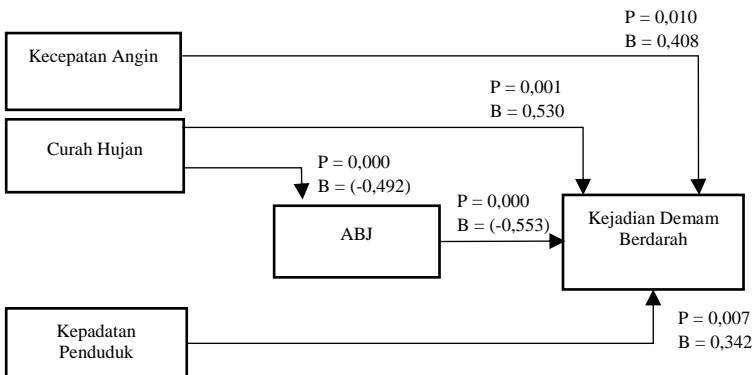 P = 0,010
B = 0,408
Kecepatan Angin
P = 0,001
B = 0,530
Curah Hujan
P = 0,000
B = (-0,492)
P = 0,000
B = (-0,553)
ABJ
Kejadian Demam
Berdarah
Kepadatan
Penduduk
P = 0,007
B = 0,342